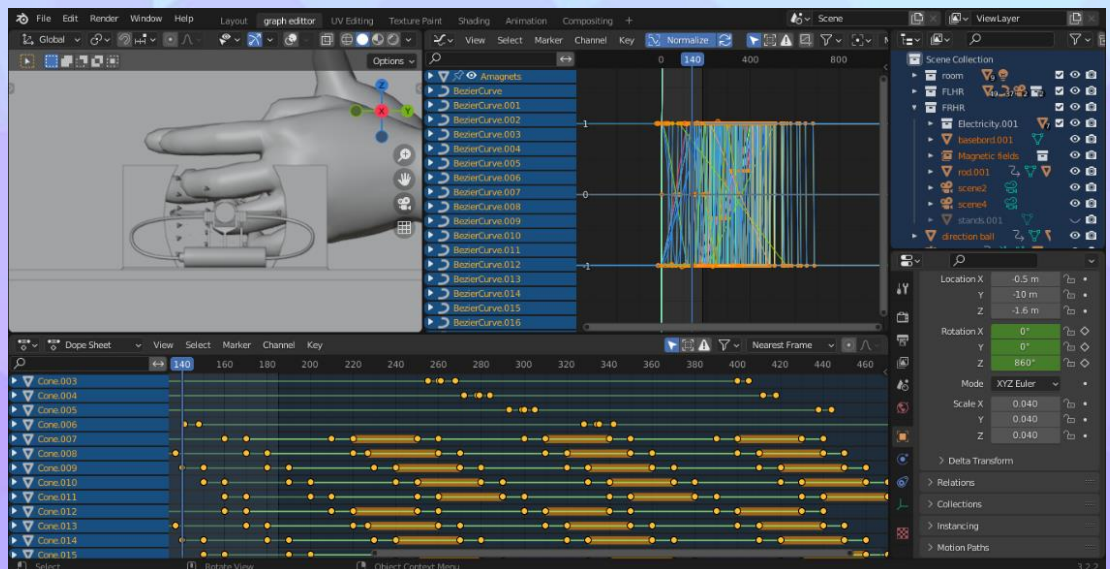 File Edit Render Window Help
Layout graph edittor UV Editing Texture Paint Shading Animation Compositing +
Scene
ViewLayer
Global
View Select Marker Channel Key Normalize
Options
0 140 400 800
Amagnets
BezierCurve
BezierCurve.001
BezierCurve.002
BezierCurve.003
BezierCurve.004
BezierCurve.005
BezierCurve.006
BezierCurve.007
BezierCurve.008
BezierCurve.009
BezierCurve.010
BezierCurve.011
BezierCurve.012
BezierCurve.013
BezierCurve.014
BezierCurve.015
BezierCurve.016
1
0
-1
Z
X Y
Scene Collection
room
FLHR
FRHR
Electricity.001
basebord.001
Magnetic fields
rod.001
scene2
scene4
stands.001
direction ball
Location X -0.5 m
Y -10 m
Z -1.6 m
Rotation X 0°
Y 0°
Z 860°
Mode XYZ Euler
Scale X 0.040
Y 0.040
Z 0.040
Delta Transform
Relations
Collections
Instancing
Motion Paths
Dope Sheet View Select Marker Channel Key Nearest Frame
140 160 180 200 220 240 260 280 300 320 340 360 380 400 420 440 460
Cone.003
Cone.004
Cone.005
Cone.006
Cone.007
Cone.008
Cone.009
Cone.010
Cone.011
Cone.012
Cone.013
Cone.014
Cone.015
Select Rotate View Object Context Menu 3.2.2